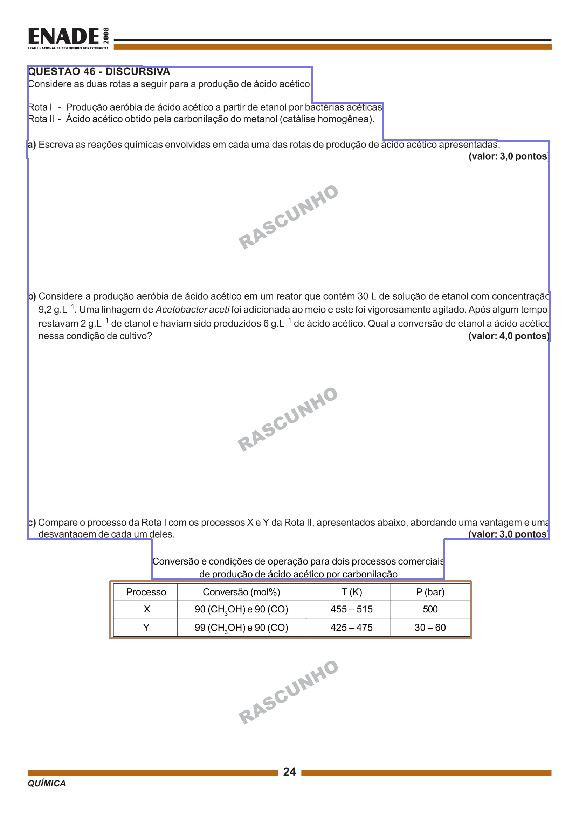 ENADE 2008
EXAME NACIONAL DE DESEMPENHO DOS ESTUDANTES
QUESTÃO 46 - DISCURSIVA
Considere as duas rotas a seguir para a produção de ácido acético
Rota I - Produção aeróbia de ácido acético a partir de etanol por bactérias acéticas
Rota II - Ácido acético obtido pela carbonilação do metanol (catálise homogênea).
a) Escreva as reações químicas envolvidas em cada uma das rotas de produção de ácido acético apresentadas.
(valor: 3,0 pontos)
RASCUNHO
b) Considere a produção aeróbia de ácido acético em um reator que contém 30 L de solução de etanol com concentração
9,2 g.L⁻¹. Uma linhagem de Acetobacter aceti foi adicionada ao meio e este foi vigorosamente agitado. Após algum tempo,
restavam 2 g.L⁻¹ de etanol e haviam sido produzidos 6 g.L⁻¹ de ácido acético. Qual a conversão de etanol a ácido acético
nessa condição de cultivo? (valor: 4,0 pontos)
RASCUNHO
c) Compare o processo da Rota I com os processos X e Y da Rota II, apresentados abaixo, abordando uma vantagem e uma
desvantagem de cada um deles. (valor: 3,0 pontos)
Conversão e condições de operação para dois processos comerciais
de produção de ácido acético por carbonilação
Processo Conversão (mol%) T (K) P (bar)
X 90 (CH₃OH) e 90 (CO) 455 – 515 500
Y 99 (CH₃OH) e 90 (CO) 425 – 475 30 – 60
RASCUNHO
24
QUÍMICA